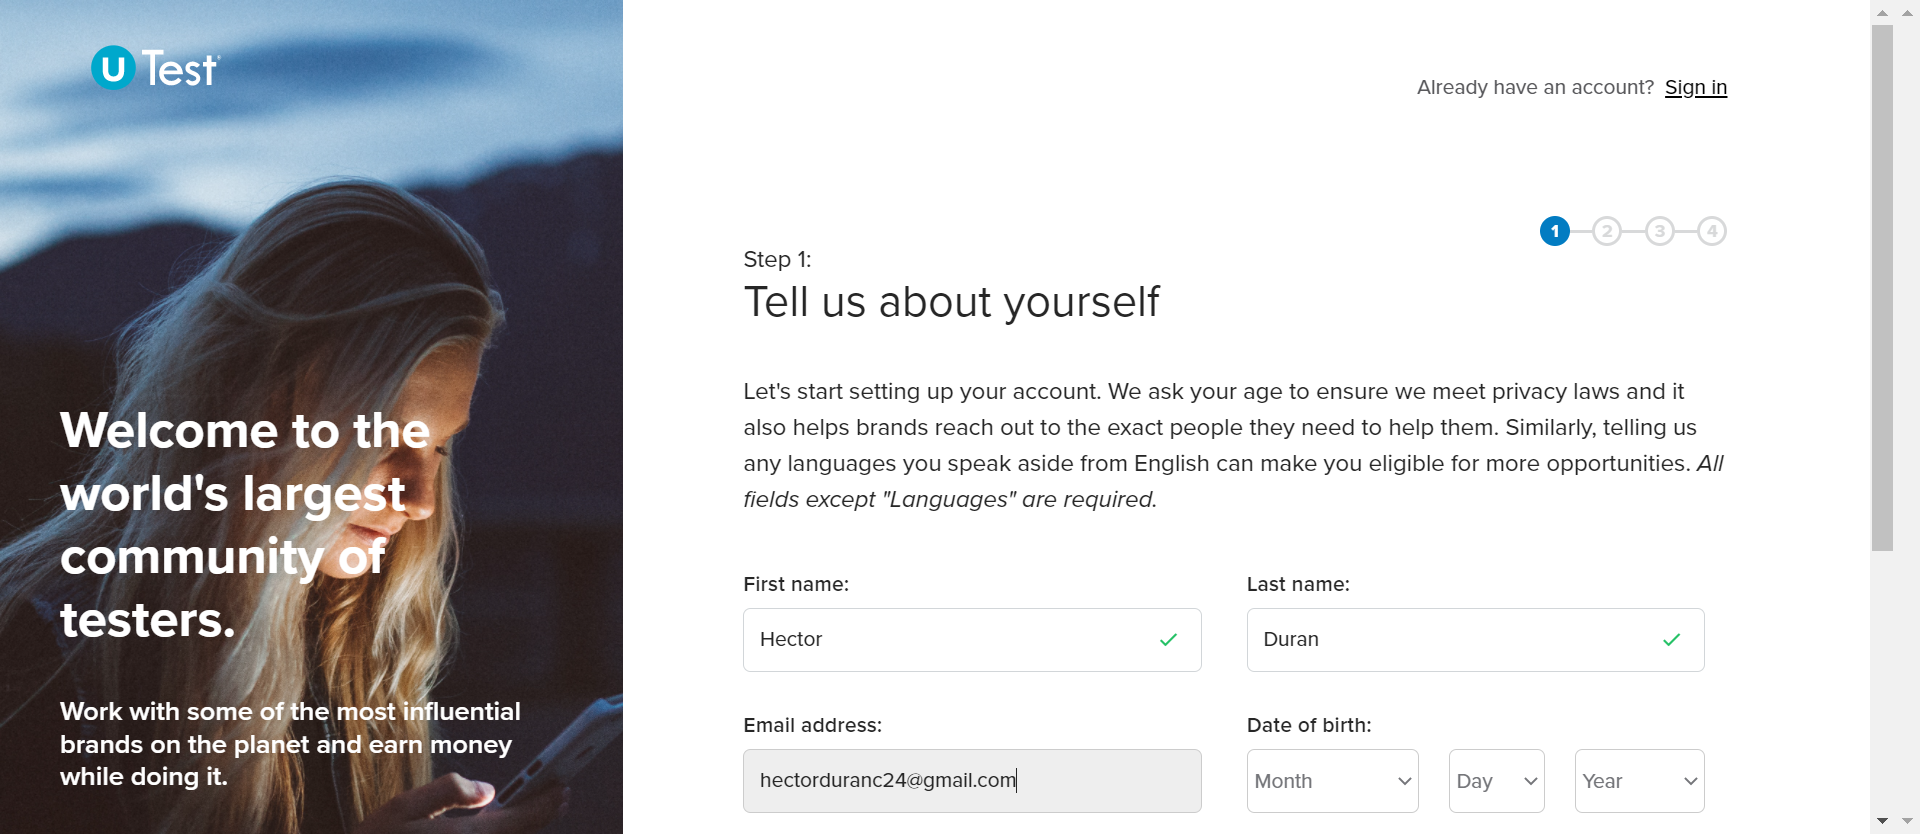 uTest
Already have an account? Sign in
1 2 3 4
Step 1:
Tell us about yourself
Let's start setting up your account. We ask your age to ensure we meet privacy laws and it
also helps brands reach out to the exact people they need to help them. Similarly, telling us
any languages you speak aside from English can make you eligible for more opportunities. All
fields except "Languages" are required.
First name:
Last name:
Hector
Duran
Email address:
Date of birth:
hectorduranc24@gmail.com
Month
Day
Year
Welcome to the
world's largest
community of
testers.
Work with some of the most influential
brands on the planet and earn money
while doing it.